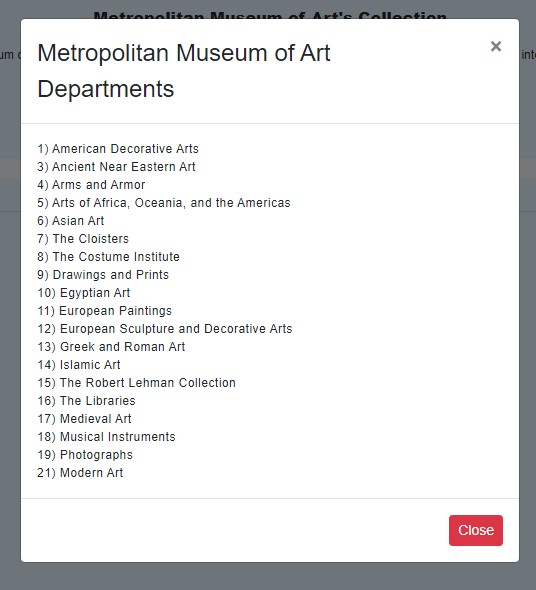 Metropolitan Museum of Art's Collection
Metropolitan Museum of Art
Departments
×
1) American Decorative Arts
3) Ancient Near Eastern Art
4) Arms and Armor
5) Arts of Africa, Oceania, and the Americas
6) Asian Art
7) The Cloisters
8) The Costume Institute
9) Drawings and Prints
10) Egyptian Art
11) European Paintings
12) European Sculpture and Decorative Arts
13) Greek and Roman Art
14) Islamic Art
15) The Robert Lehman Collection
16) The Libraries
17) Medieval Art
18) Musical Instruments
19) Photographs
21) Modern Art
Close